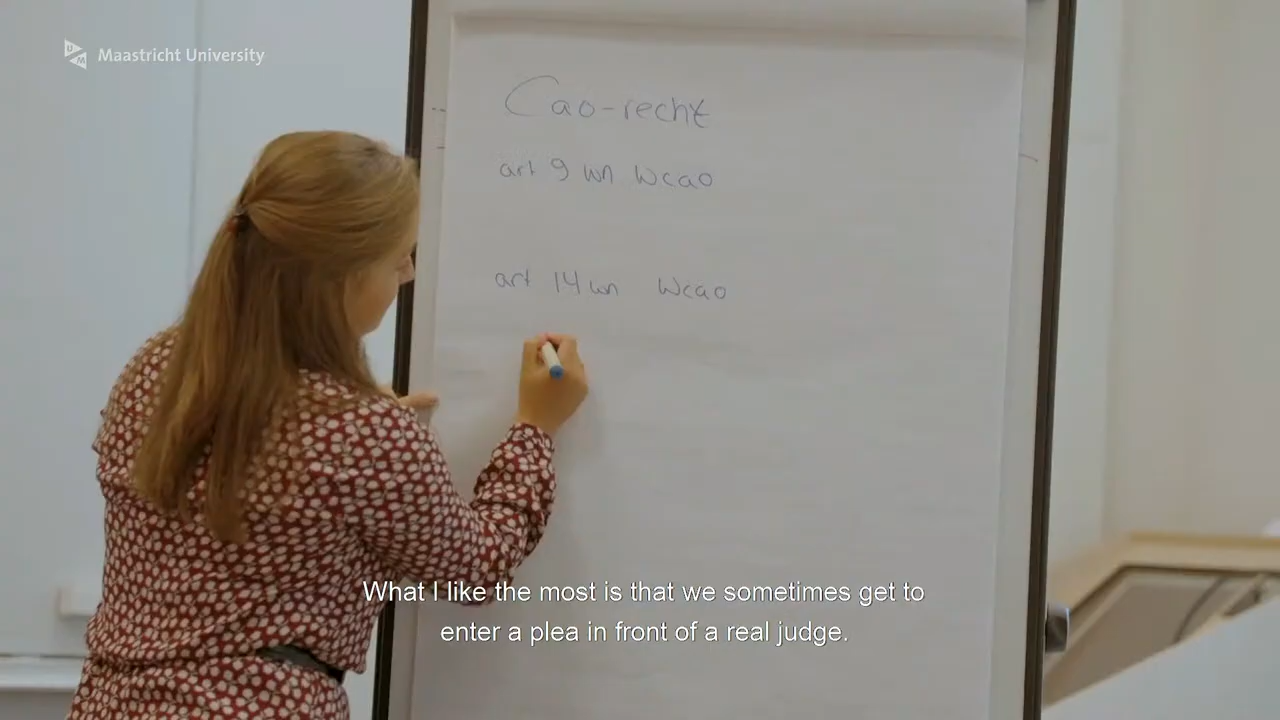 Maastricht University
Cao-recht
art 9 wn Wcao
art 14 wn Wcao
What I like the most is that we sometimes get to
enter a plea in front of a real judge.